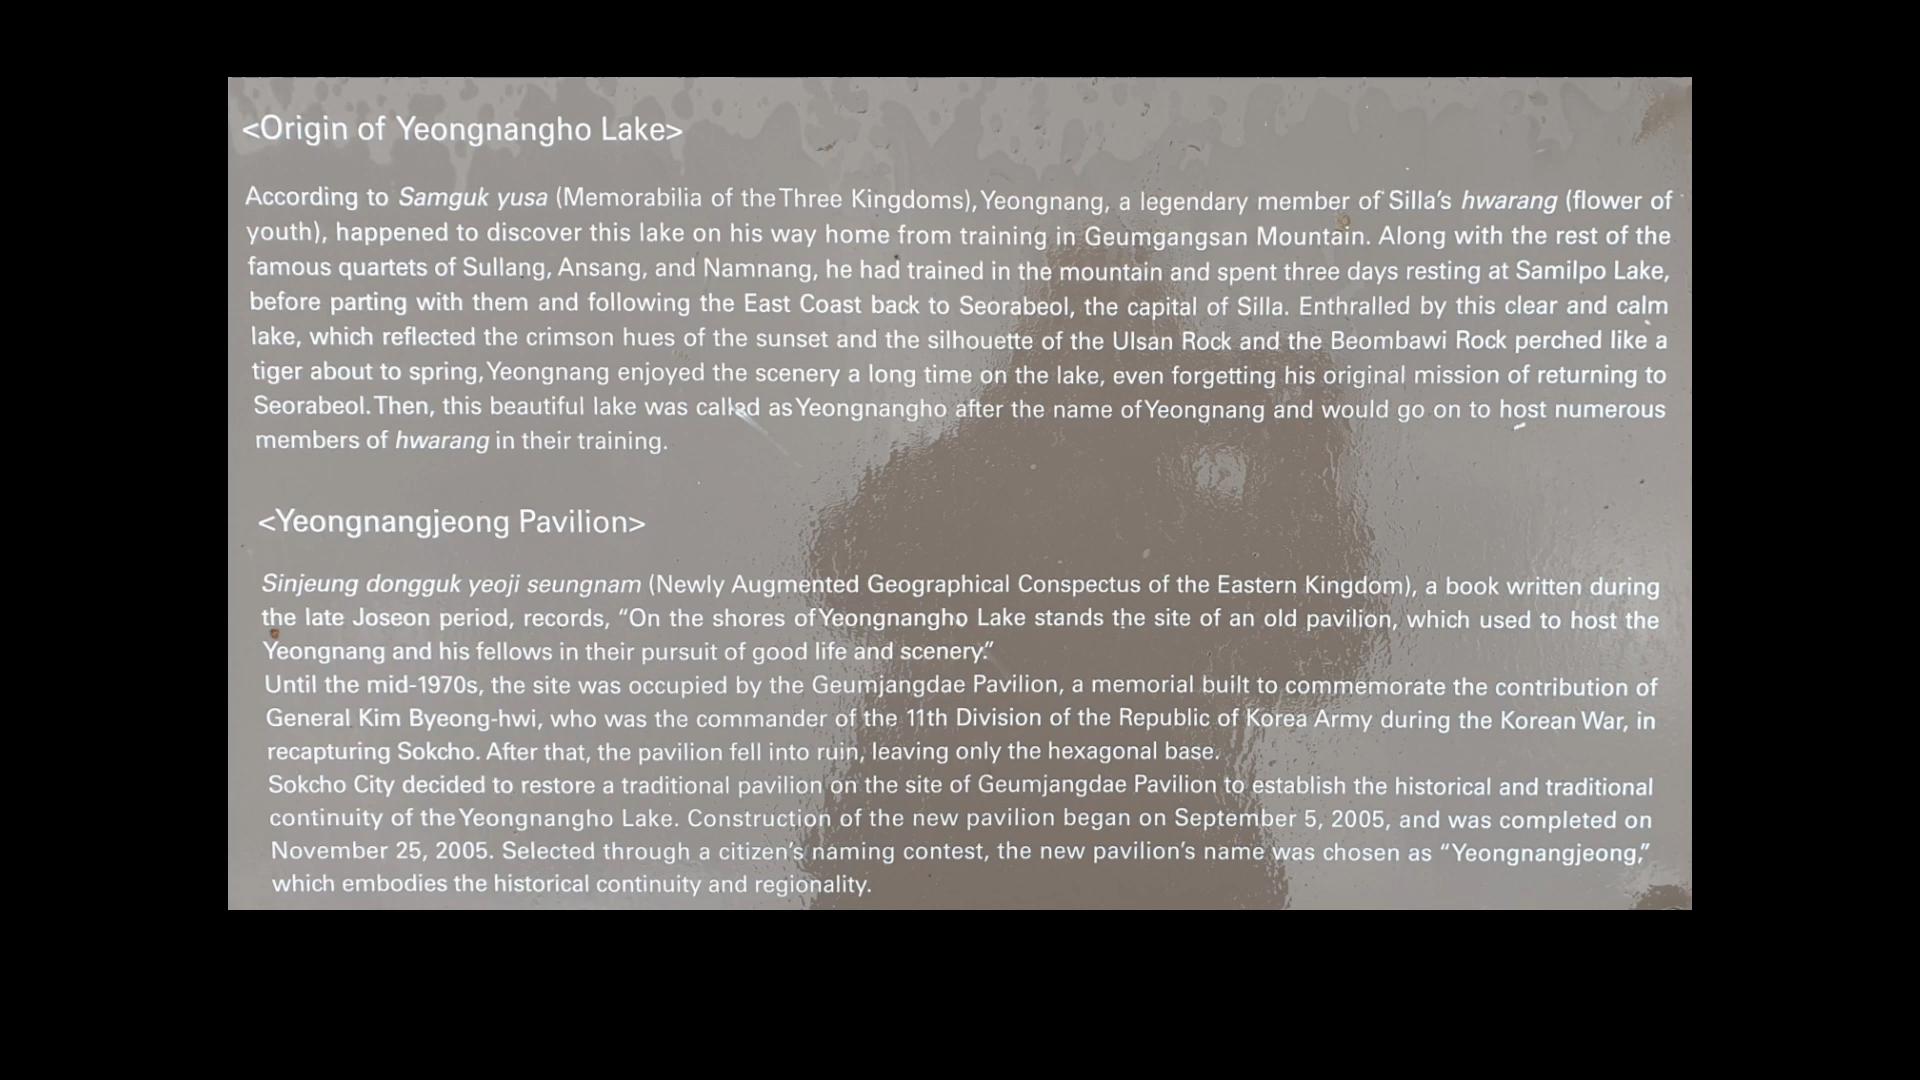 <Origin of Yeongnangho Lake>
According to Samguk yusa (Memorabilia of the Three Kingdoms), Yeongnang, a legendary member of Silla's hwarang (flower of
youth), happened to discover this lake on his way home from training in Geumgangsan Mountain. Along with the rest of the
famous quartets of Sullang, Ansang, and Namnang, he had trained in the mountain and spent three days resting at Samilpo Lake,
before parting with them and following the East Coast back to Seorabeol, the capital of Silla. Enthralled by this clear and calm
lake, which reflected the crimson hues of the sunset and the silhouette of the Ulsan Rock and the Beombawi Rock perched like a
tiger about to spring, Yeongnang enjoyed the scenery a long time on the lake, even forgetting his original mission of returning to
Seorabeol. Then, this beautiful lake was called as Yeongnangho after the name of Yeongnang and would go on to host numerous
members of hwarang in their training.
<Yeongnangjeong Pavilion>
Sinjeung dongguk yeoji seungnam (Newly Augmented Geographical Conspectus of the Eastern Kingdom), a book written during
the late Joseon period, records, “On the shores of Yeongnangho Lake stands the site of an old pavilion, which used to host the
Yeongnang and his fellows in their pursuit of good life and scenery.”
Until the mid-1970s, the site was occupied by the Geumjangdae Pavilion, a memorial built to commemorate the contribution of
General Kim Byeong-hwi, who was the commander of the 11th Division of the Republic of Korea Army during the Korean War, in
recapturing Sokcho. After that, the pavilion fell into ruin, leaving only the hexagonal base.
Sokcho City decided to restore a traditional pavilion on the site of Geumjangdae Pavilion to establish the historical and traditional
continuity of the Yeongnangho Lake. Construction of the new pavilion began on September 5, 2005, and was completed on
November 25, 2005. Selected through a citizen's naming contest, the new pavilion's name was chosen as “Yeongnangjeong,”
which embodies the historical continuity and regionality.